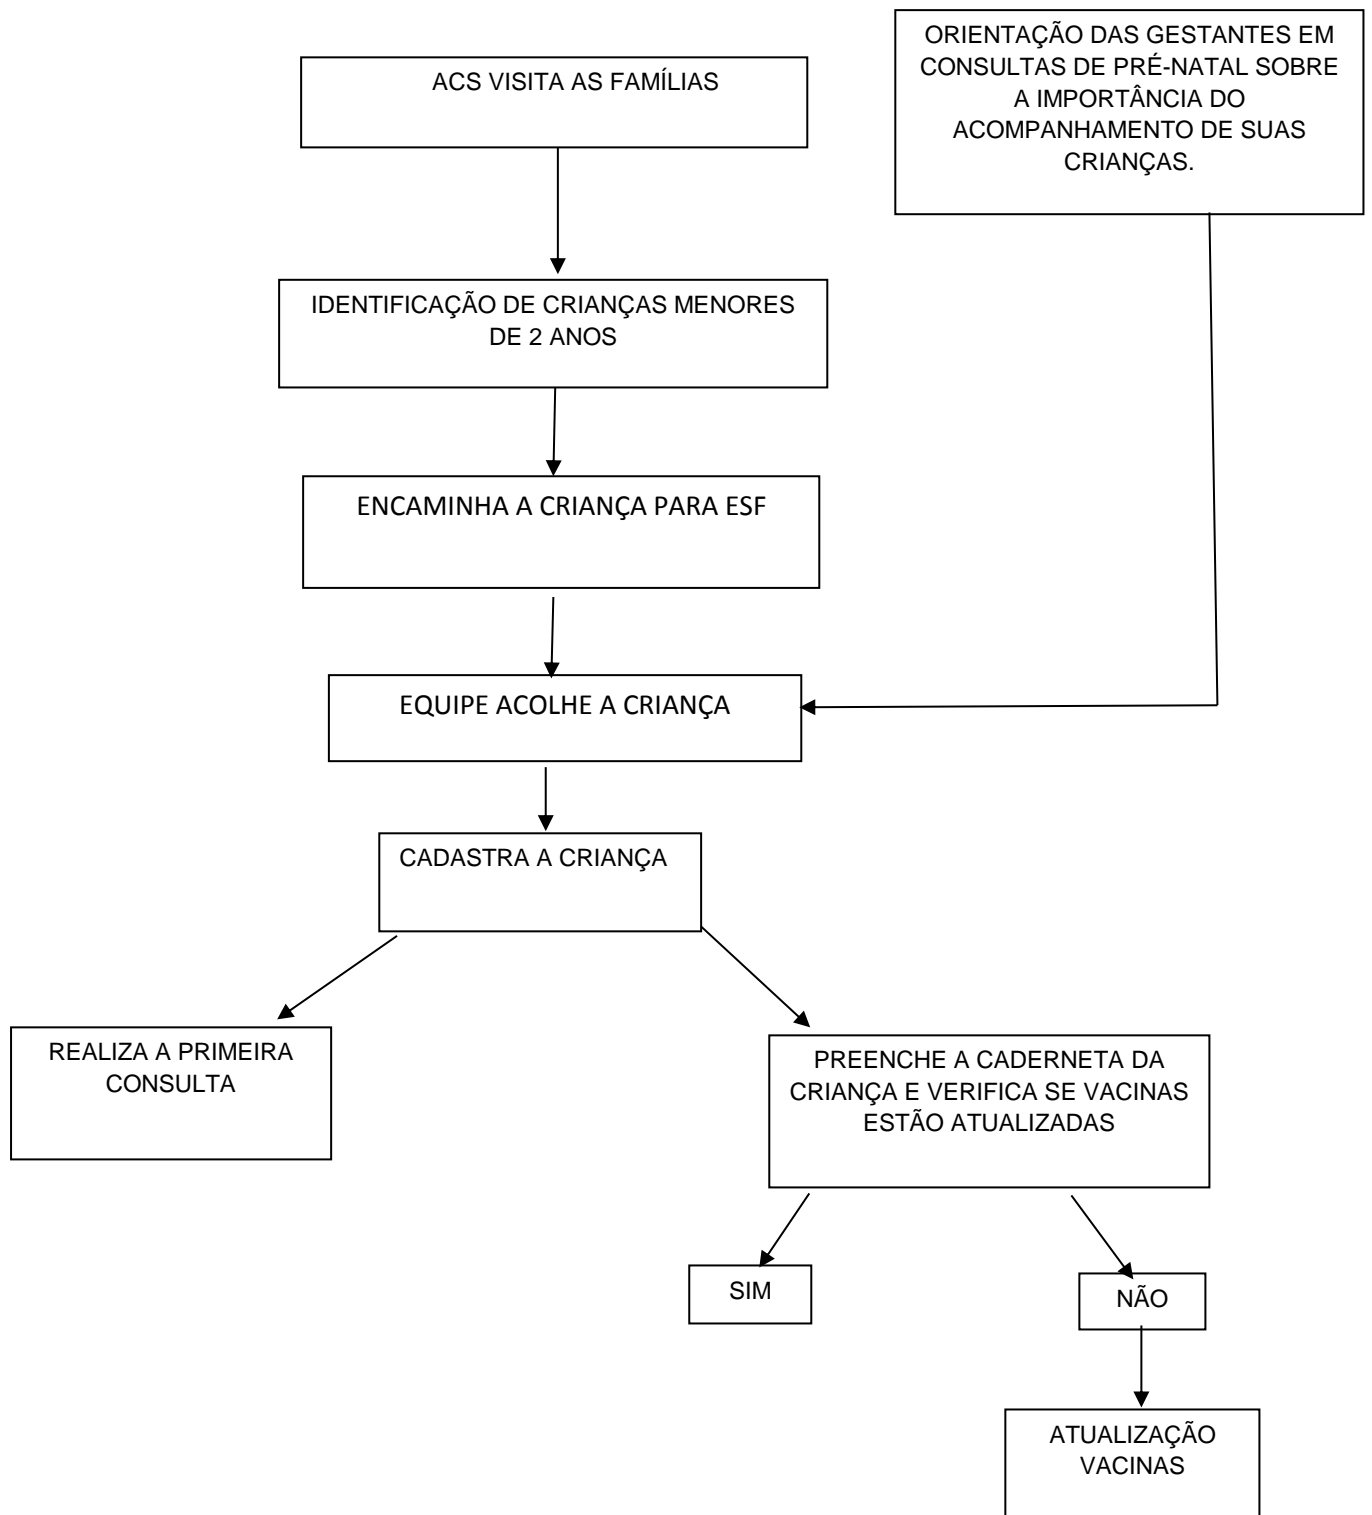 ACS VISITA AS FAMÍLIAS
ORIENTAÇÃO DAS GESTANTES EM
CONSULTAS DE PRÉ-NATAL SOBRE
A IMPORTÂNCIA DO
ACOMPANHAMENTO DE SUAS
CRIANÇAS.
IDENTIFICAÇÃO DE CRIANÇAS MENORES
DE 2 ANOS
ENCAMINHA A CRIANÇA PARA ESF
EQUIPE ACOLHE A CRIANÇA
CADASTRA A CRIANÇA
REALIZA A PRIMEIRA
CONSULTA
PREENCHE A CADERNETA DA
CRIANÇA E VERIFICA SE VACINAS
ESTÃO ATUALIZADAS
SIM
NÃO
ATUALIZAÇÃO
VACINAS